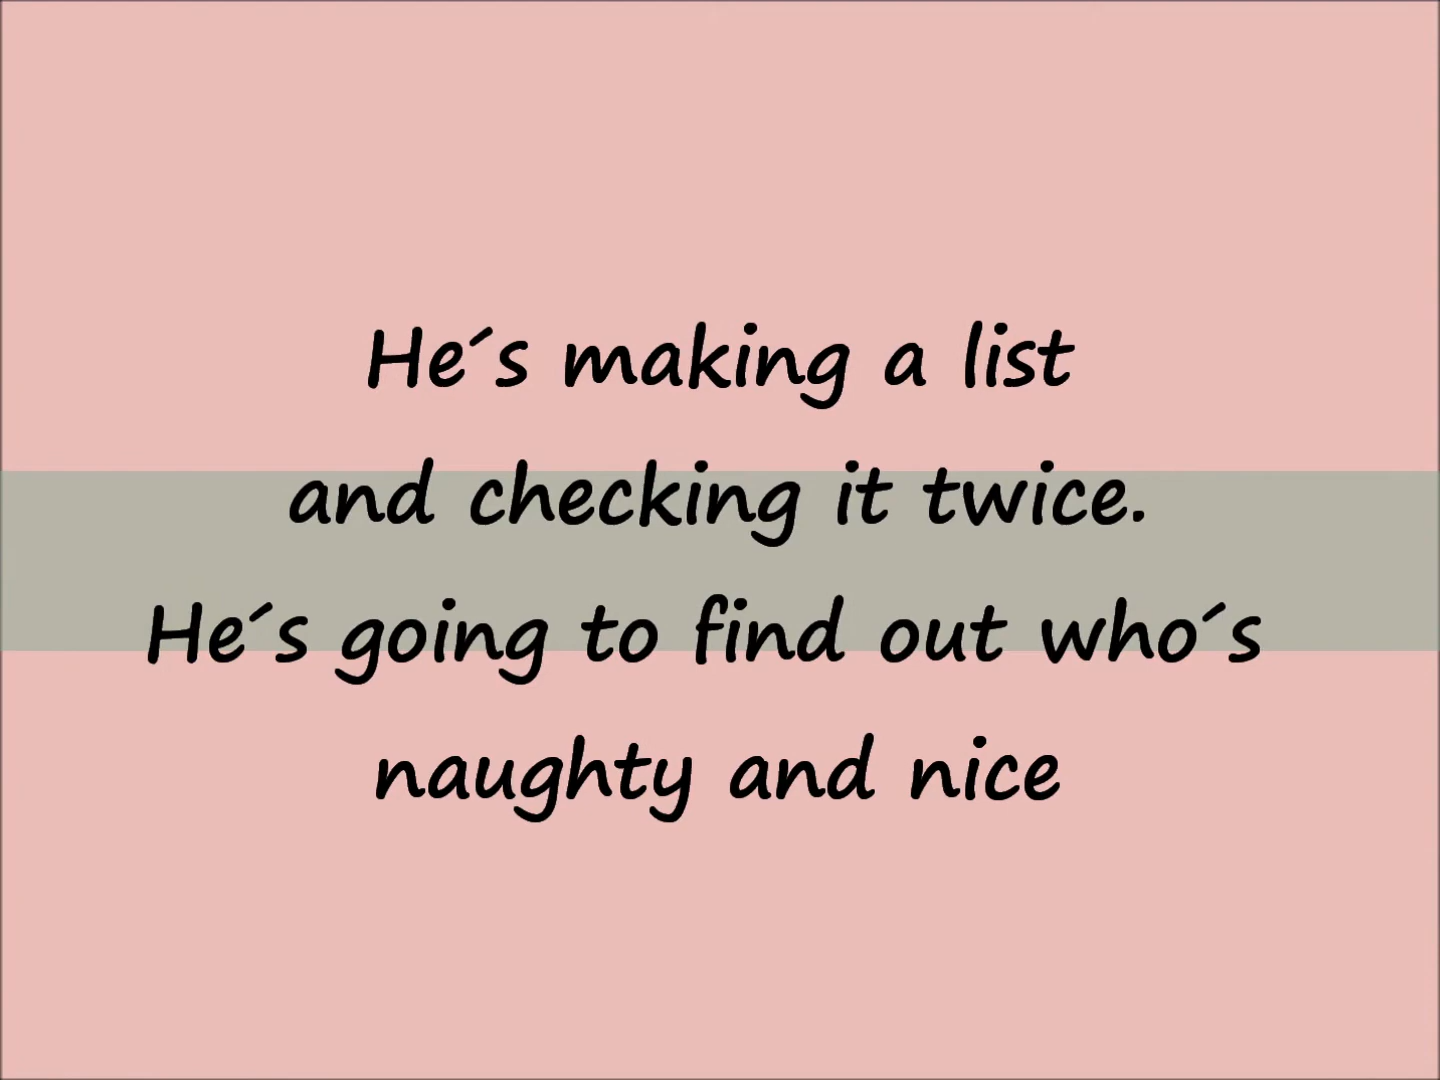 He´s making a list
and checking it twice.
He´s going to find out who´s
naughty and nice